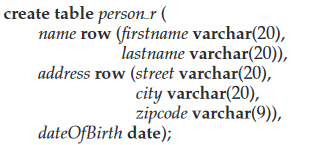 create table person_r (
name row (firstname varchar(20),
lastname varchar(20)),
address row (street varchar(20),
city varchar(20),
zipcode varchar(9)),
dateOfBirth date);